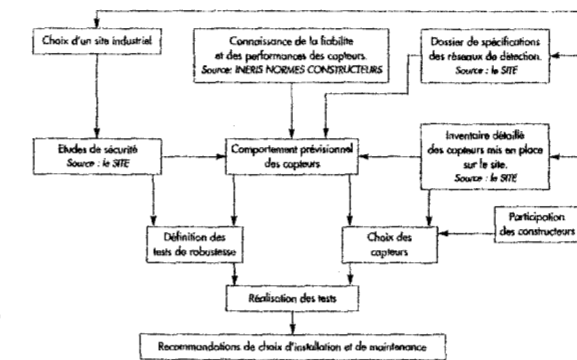 Choix d'un site industriel
Connaissance de la fiabilite
et des performances des capteurs.
Source: INERIS NORMES CONSTRUCTEURS
Dossier de spécifications
des réseaux de détection.
Source : le SITE
Etudes de sécurité
Source : le SITE
Comportement prévisionnel
des capteurs
Inventaire détaillé
des capteurs mis en place
sur le site.
Source : le SITE
Participation
des constructeurs
Définition des
tests de robustesse
Choix des
capteurs
Réalisation des tests
Recommandations de choix d'installation et de maintenance